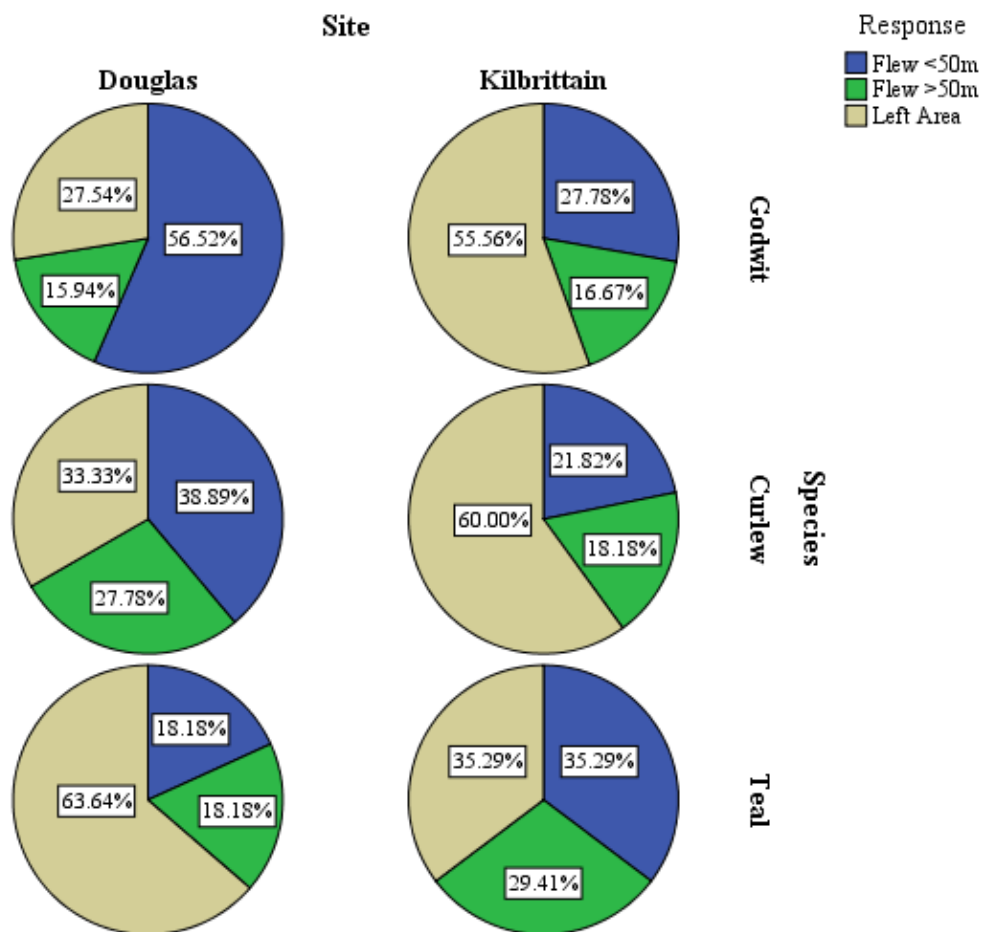 Site
Response
Flew <50m
Flew >50m
Left Area
Douglas
Kilbrittain
27.54%
56.52%
15.94%
55.56%
27.78%
16.67%
Godwit
33.33%
38.89%
27.78%
60.00%
21.82%
18.18%
Curlew
Species
63.64%
18.18%
18.18%
35.29%
35.29%
29.41%
Teal